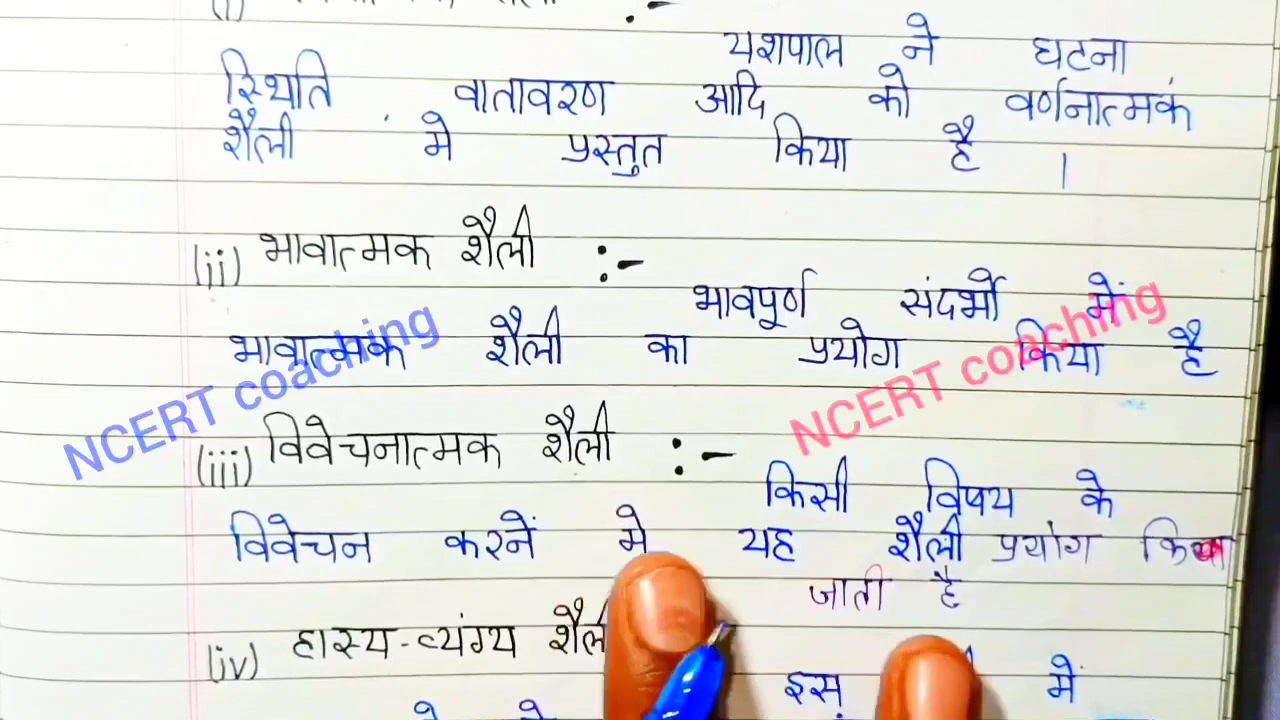 (i)
यशपाल ने घटना
स्थिति वातावरण आदि को वर्णनात्मक
शैली मे प्रस्तुत किया है ।
(ii) भावात्मक शैली :-
भावपूर्ण संदर्भो में
भावात्मक शैली का प्रयोग किया है
NCERT coaching
NCERT coaching
(iii) विवेचनात्मक शैली :-
किसी विषय के
विवेचन करनें मे यह शैली प्रयोग
जाती है
(iv) हास्य-व्यंग्य
इस में